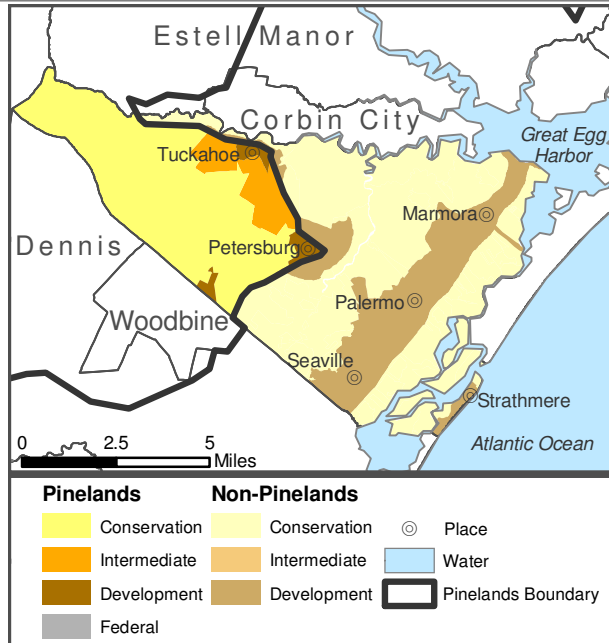 Estell Manor
Corbin City
Great Egg
Harbor
Tuckahoe
Marmora
Dennis
Petersburg
Palermo
Woodbine
Seaville
Strathmere
0 2.5 5
Miles
Atlantic Ocean
Pinelands Non-Pinelands
Conservation Conservation Place
Intermediate Intermediate Water
Development Development Pinelands Boundary
Federal